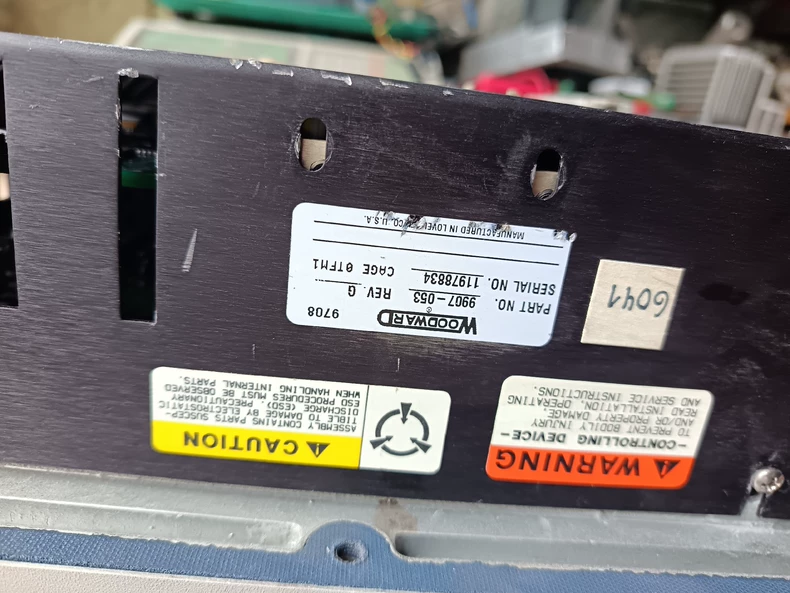 ⚠ WARNING
—CONTROLLING DEVICE—
TO PREVENT BODILY INJURY
AND/OR PROPERTY DAMAGE,
READ INSTALLATION, OPERATING
AND SERVICE INSTRUCTIONS.
⚠ CAUTION
ASSEMBLY CONTAINS PARTS SUSCEP-
TIBLE TO DAMAGE BY ELECTROSTATIC
DISCHARGE (ESD). PRECAUTIONARY
ESD PROCEDURES MUST BE OBSERVED
WHEN HANDLING INTERNAL PARTS.
6041
WOODWARD® 9708
PART NO. 9907-053 REV G
SERIAL NO. 11978834 CAGE 0TFM1
MANUFACTURED IN U.S.A.